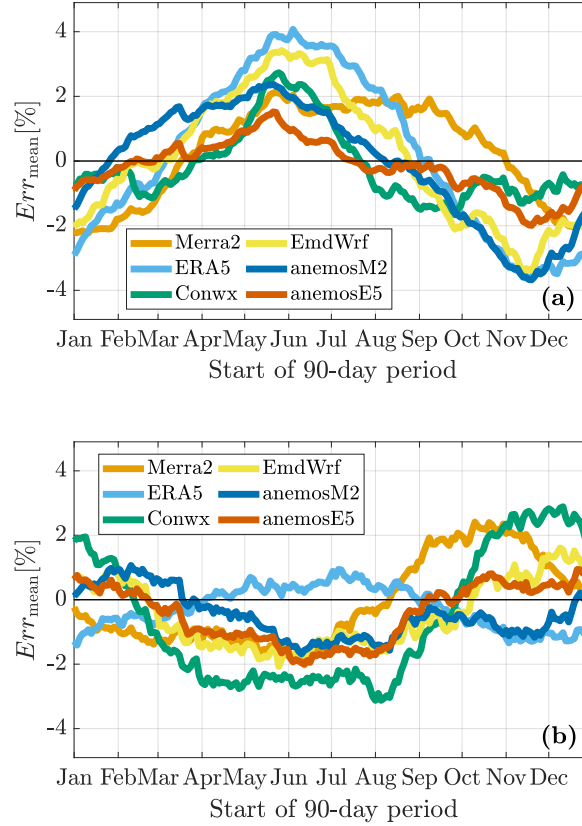 4
2
0
-2
-4
Err_mean[%]
Merra2 EmdWrf
ERA5 anemosM2
Conwx anemosE5
(a)
Jan Feb Mar Apr May Jun Jul Aug Sep Oct Nov Dec
Start of 90-day period
4
2
0
-2
-4
Err_mean[%]
Merra2 EmdWrf
ERA5 anemosM2
Conwx anemosE5
(b)
Jan Feb Mar Apr May Jun Jul Aug Sep Oct Nov Dec
Start of 90-day period